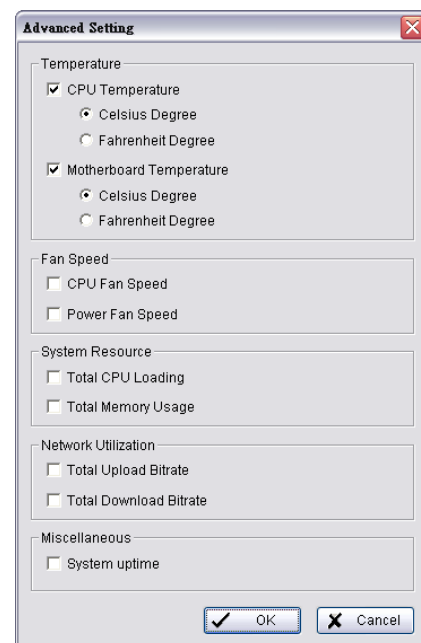 Advanced Setting
Temperature
CPU Temperature
Celsius Degree
Fahrenheit Degree
Motherboard Temperature
Celsius Degree
Fahrenheit Degree
Fan Speed
CPU Fan Speed
Power Fan Speed
System Resource
Total CPU Loading
Total Memory Usage
Network Utilization
Total Upload Bitrate
Total Download Bitrate
Miscellaneous
System uptime
OK Cancel